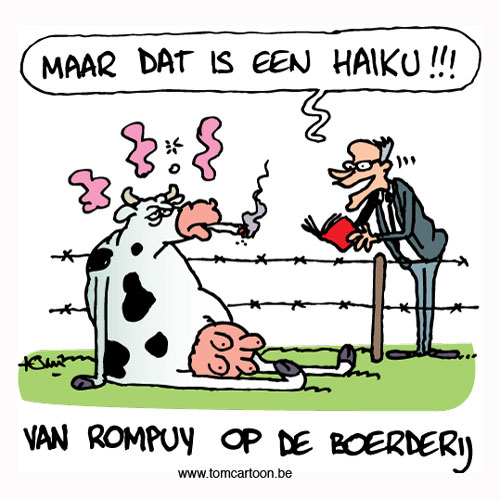 MAAR DAT IS EEN HAIKU!!!
VAN ROMPUY OP DE BOERDERIJ
www.tomcartoon.be